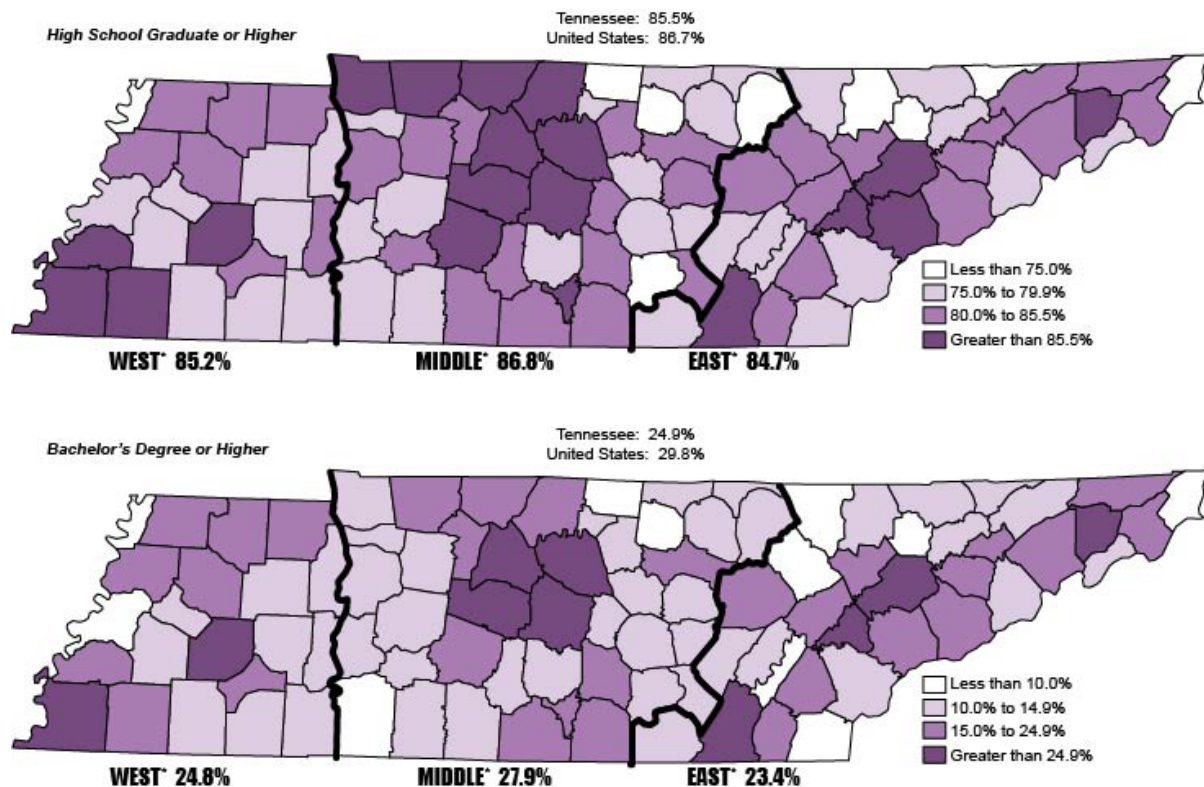 High School Graduate or Higher
Tennessee: 85.5%
United States: 86.7%
Less than 75.0%
75.0% to 79.9%
80.0% to 85.5%
Greater than 85.5%
WEST* 85.2%
MIDDLE* 86.8%
EAST* 84.7%
Bachelor's Degree or Higher
Tennessee: 24.9%
United States: 29.8%
Less than 10.0%
10.0% to 14.9%
15.0% to 24.9%
Greater than 24.9%
WEST* 24.8%
MIDDLE* 27.9%
EAST* 23.4%